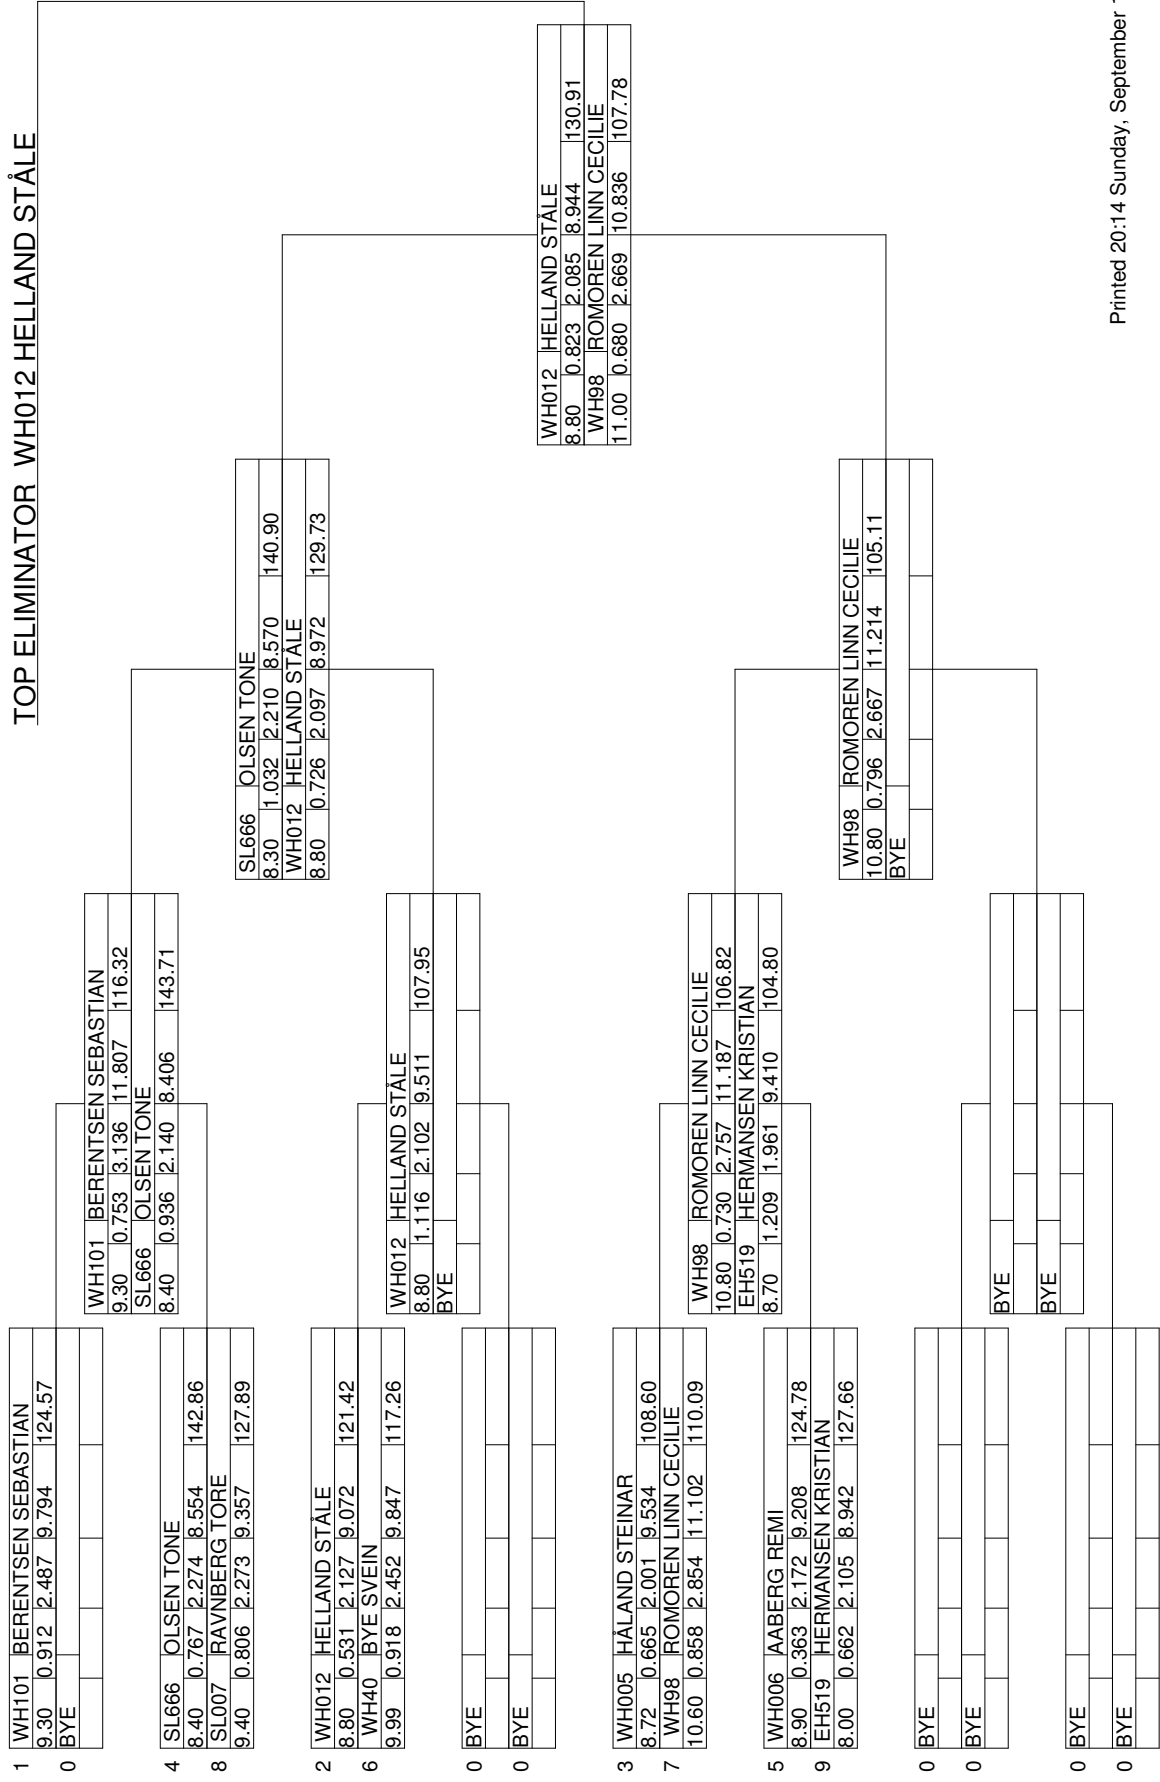 TOP ELIMINATOR WH012 HELLAND STÅLE
1 WH101 BERENTSEN SEBASTIAN
9.30 0.912 2.487 9.794 124.57
0 BYE
4 SL666 OLSEN TONE
8.40 0.767 2.274 8.554 142.86
8 SL007 RAVNBERG TORE
9.40 0.806 2.273 9.357 127.89
2 WH012 HELLAND STÅLE
8.80 0.531 2.127 9.072 121.42
6 WH40 BYE SVEIN
9.99 0.918 2.452 9.847 117.26
0 BYE
0 BYE
3 WH005 HÅLAND STEINAR
8.72 0.665 2.001 9.534 108.60
7 WH98 ROMOREN LINN CECILIE
10.60 0.858 2.854 11.102 110.09
5 WH006 AABERG REMI
8.90 0.363 2.172 9.208 124.78
9 EH519 HERMANSEN KRISTIAN
8.00 0.662 2.105 8.942 127.66
0 BYE
0 BYE
0 BYE
0 BYE
WH101 BERENTSEN SEBASTIAN
9.30 0.753 3.136 11.807 116.32
SL666 OLSEN TONE
8.40 0.936 2.140 8.406 143.71
WH012 HELLAND STÅLE
8.80 1.116 2.102 9.511 107.95
BYE
WH98 ROMOREN LINN CECILIE
10.80 0.730 2.757 11.187 106.82
EH519 HERMANSEN KRISTIAN
8.70 1.209 1.961 9.410 104.80
BYE
BYE
SL666 OLSEN TONE
8.30 1.032 2.210 8.570 140.90
WH012 HELLAND STÅLE
8.80 0.726 2.097 8.972 129.73
WH98 ROMOREN LINN CECILIE
10.80 0.796 2.667 11.214 105.11
BYE
WH012 HELLAND STÅLE
8.80 0.823 2.085 8.944 130.91
WH98 ROMOREN LINN CECILIE
11.00 0.680 2.669 10.836 107.78
Printed 20:14 Sunday, September